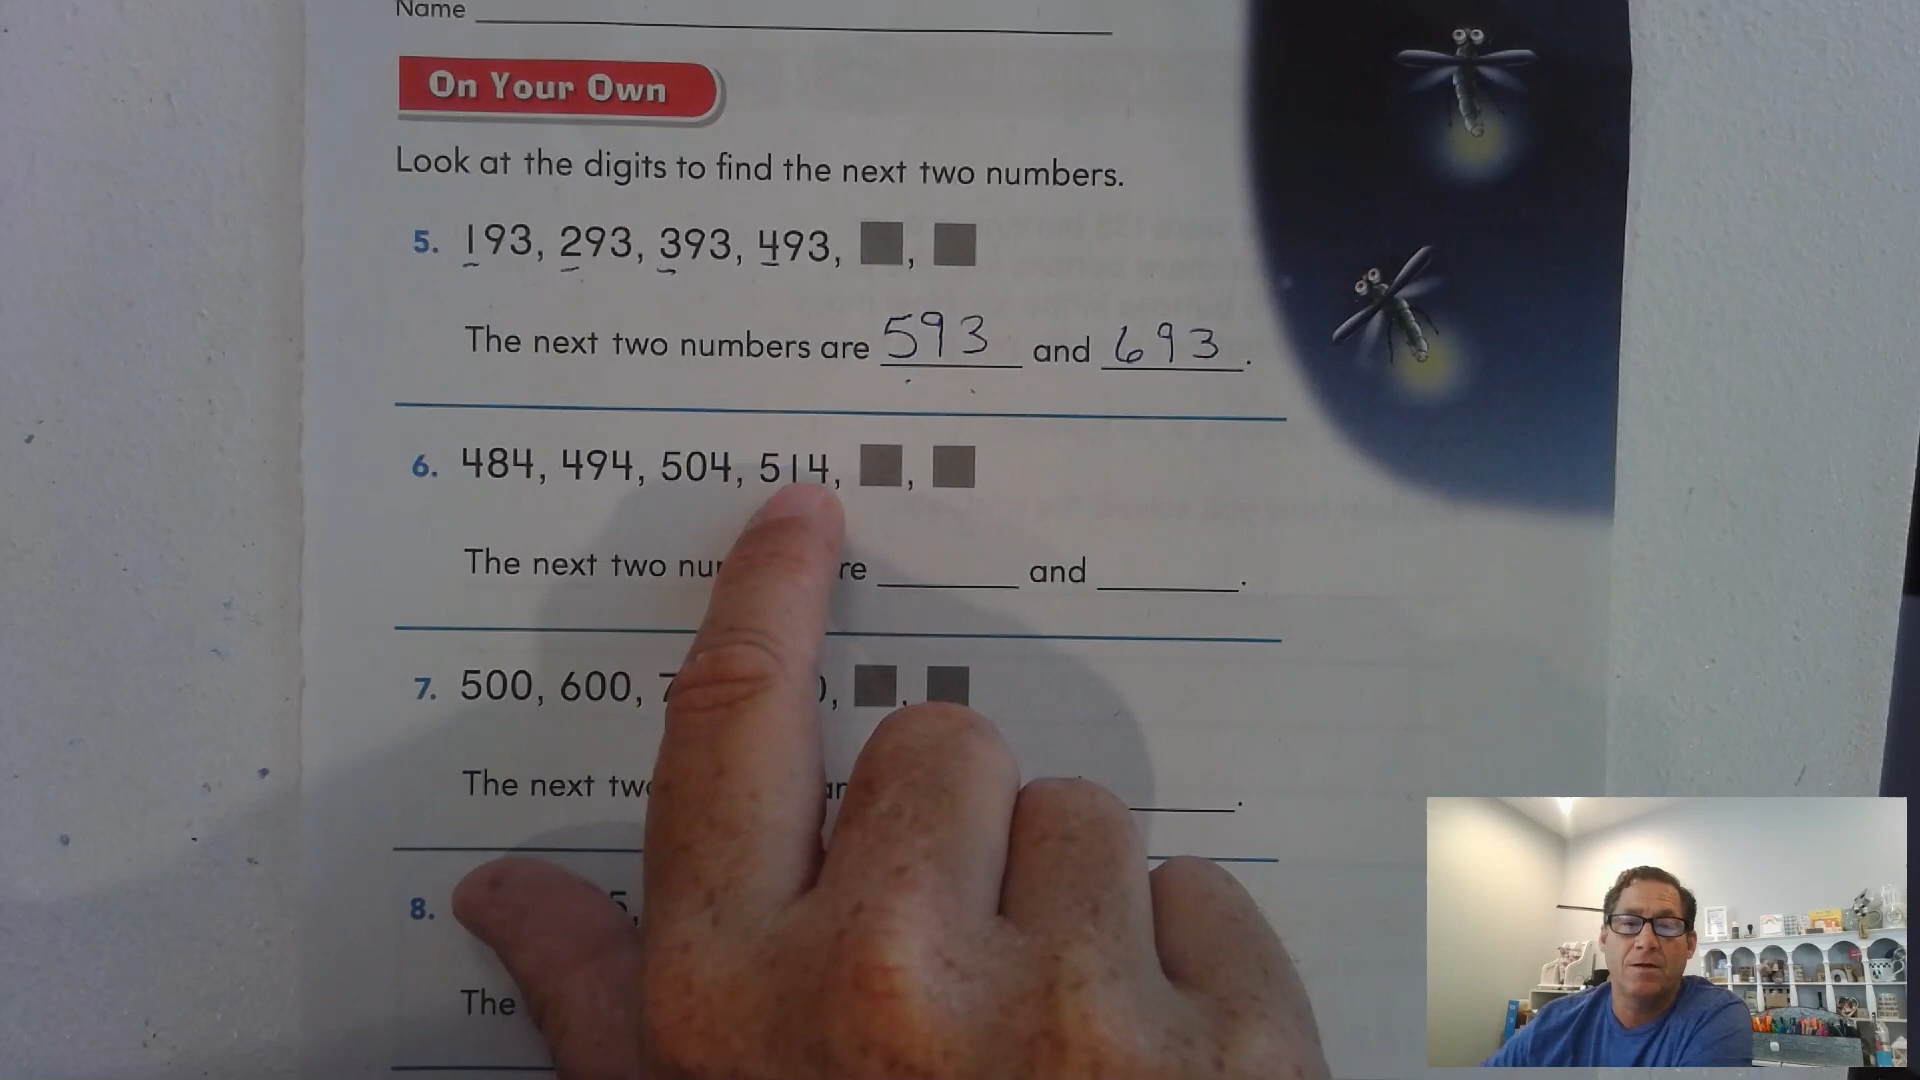 Name
On Your Own
Look at the digits to find the next two numbers.
5. 193, 293, 393, 493, ,
The next two numbers are 593 and 693.
6. 484, 494, 504, 514, ,
The next two re and .
7. 500, 600, , ,
The next .
8. 5,
The